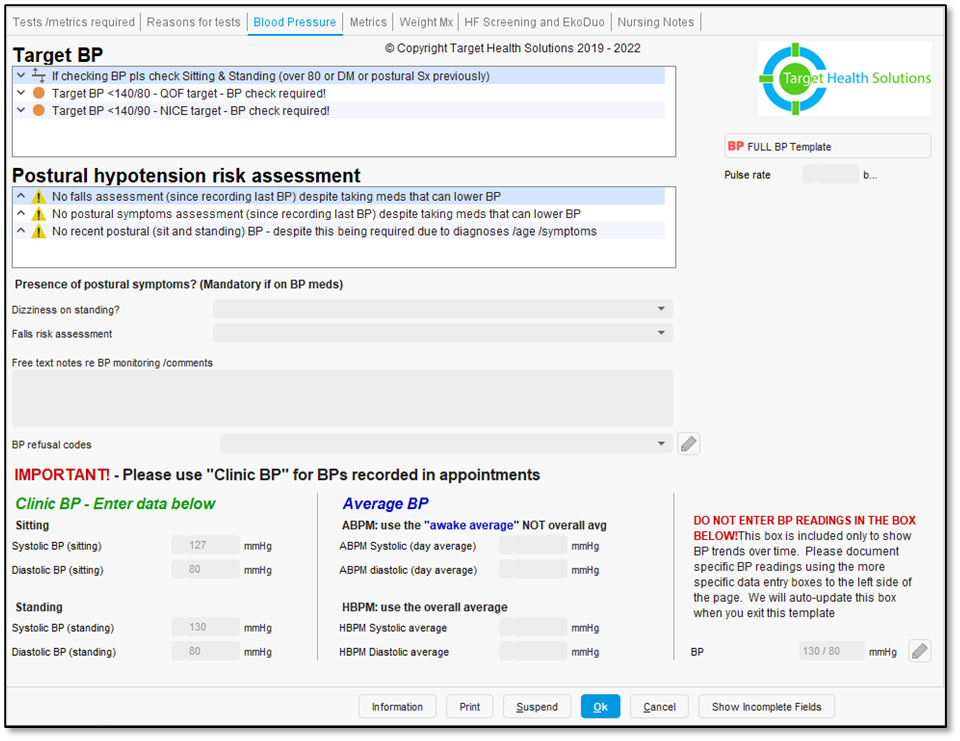 Tests /metrics required
Reasons for tests
Blood Pressure
Metrics
Weight Mx
HF Screening and EkoDuo
Nursing Notes
Target BP
© Copyright Target Health Solutions 2019 - 2022
If checking BP pls check Sitting & Standing (over 80 or DM or postural Sx previously)
Target BP <140/80 - QOF target - BP check required!
Target BP <140/90 - NICE target - BP check required!
Target Health Solutions
BP FULL BP Template
Pulse rate b...
Postural hypotension risk assessment
No falls assessment (since recording last BP) despite taking meds that can lower BP
No postural symptoms assessment (since recording last BP) despite taking meds that can lower BP
No recent postural (sit and standing) BP - despite this being required due to diagnoses /age /symptoms
Presence of postural symptoms? (Mandatory if on BP meds)
Dizziness on standing?
Falls risk assessment
Free text notes re BP monitoring /comments
BP refusal codes
IMPORTANT! - Please use "Clinic BP" for BPs recorded in appointments
Clinic BP - Enter data below
Sitting
Systolic BP (sitting) 127 mmHg
Diastolic BP (sitting) 80 mmHg
Standing
Systolic BP (standing) 130 mmHg
Diastolic BP (standing) 80 mmHg
Average BP
ABPM: use the "awake average" NOT overall avg
ABPM Systolic (day average) mmHg
ABPM diastolic (day average) mmHg
HBPM: use the overall average
HBPM Systolic average mmHg
HBPM Diastolic average mmHg
DO NOT ENTER BP READINGS IN THE BOX
BELOW!This box is included only to show
BP trends over time. Please document
specific BP readings using the more
specific data entry boxes to the left side of
the page. We will auto-update this box
when you exit this template
BP 130 / 80 mmHg
Information
Print
Suspend
Ok
Cancel
Show Incomplete Fields